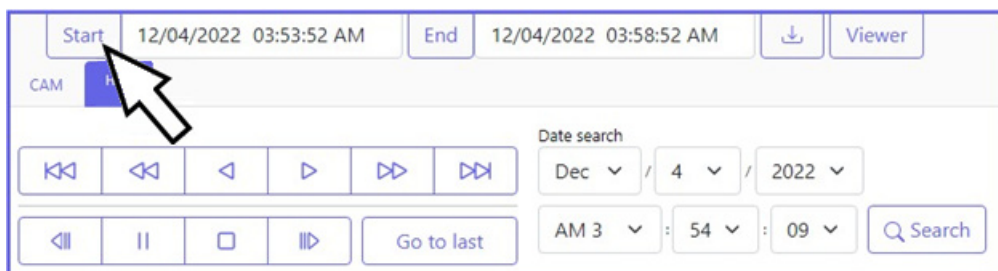 Start 12/04/2022 03:53:52 AM End 12/04/2022 03:58:52 AM Viewer
CAM
Date search
Dec / 4 / 2022
Go to last AM 3 : 54 : 09 Search